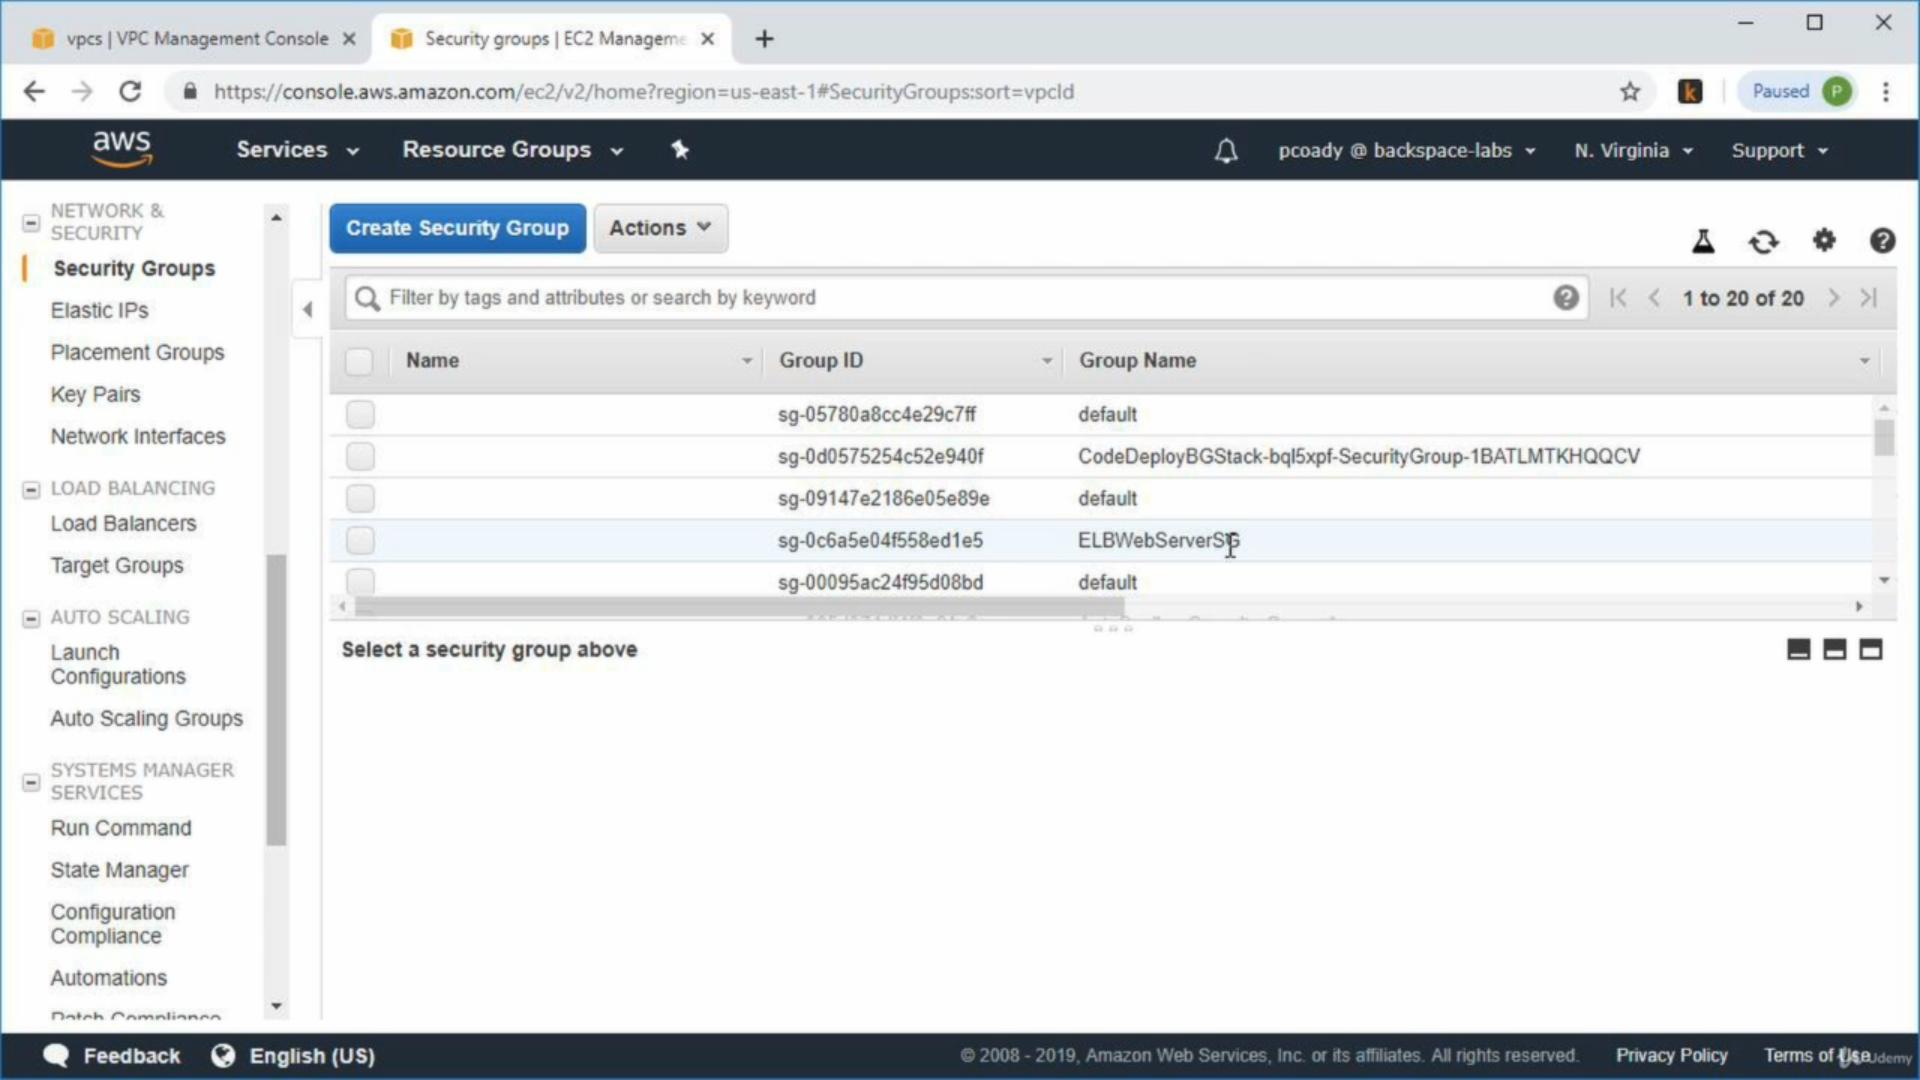 vpcs | VPC Management Console
Security groups | EC2 Manageme
https://console.aws.amazon.com/ec2/v2/home?region=us-east-1#SecurityGroups:sort=vpcId
k
Paused P
aws
Services
Resource Groups
pcoady @ backspace-labs
N. Virginia
Support
NETWORK &
SECURITY
Security Groups
Elastic IPs
Placement Groups
Key Pairs
Network Interfaces
LOAD BALANCING
Load Balancers
Target Groups
AUTO SCALING
Launch
Configurations
Auto Scaling Groups
SYSTEMS MANAGER
SERVICES
Run Command
State Manager
Configuration
Compliance
Automations
Patch Compliance
Create Security Group
Actions
Filter by tags and attributes or search by keyword
1 to 20 of 20
Name Group ID Group Name
sg-05780a8cc4e29c7ff default
sg-0d0575254c52e940f CodeDeployBGStack-bql5xpf-SecurityGroup-1BATLMTKHQQCV
sg-09147e2186e05e89e default
sg-0c6a5e04f558ed1e5 ELBWebServerSG
sg-00095ac24f95d08bd default
Select a security group above
Feedback
English (US)
© 2008 - 2019, Amazon Web Services, Inc. or its affiliates. All rights reserved.
Privacy Policy
Terms of Use
Udemy